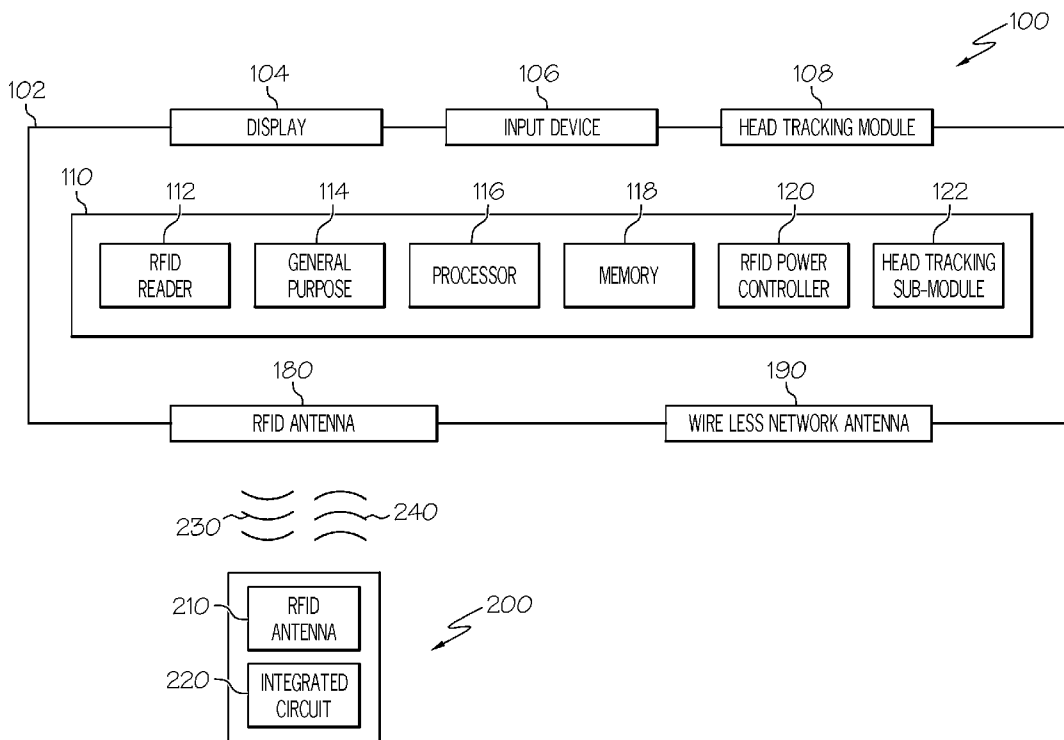 100
102
104
106
108
DISPLAY
INPUT DEVICE
HEAD TRACKING MODULE
110
112
114
116
118
120
122
RFID
READER
GENERAL
PURPOSE
PROCESSOR
MEMORY
RFID POWER
CONTROLLER
HEAD TRACKING
SUB-MODULE
180
190
RFID ANTENNA
WIRE LESS NETWORK ANTENNA
230
240
210
RFID
ANTENNA
200
220
INTEGRATED
CIRCUIT